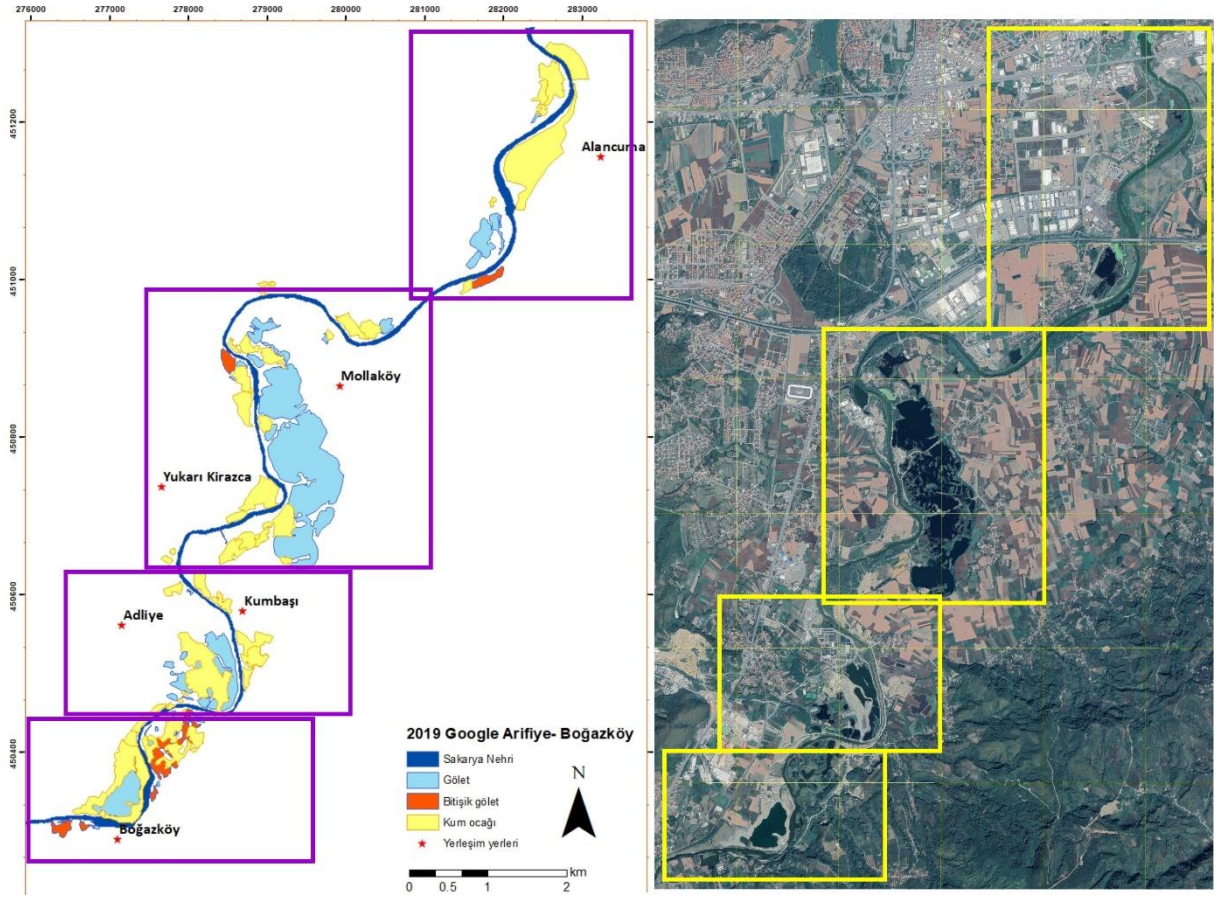 276000 277000 278000 279000 280000 281000 282000 283000
451200
Alancuma
451000
Mollaköy
450800
Yukarı Kirazca
450600
Kumbaşı
Adliye
450400
2019 Google Arifiye- Boğazköy
Sakarya Nehri
Gölet
Bitişik gölet
Kum ocağı
Yerleşim yerleri
N
km
0 0.5 1 2
Boğazköy